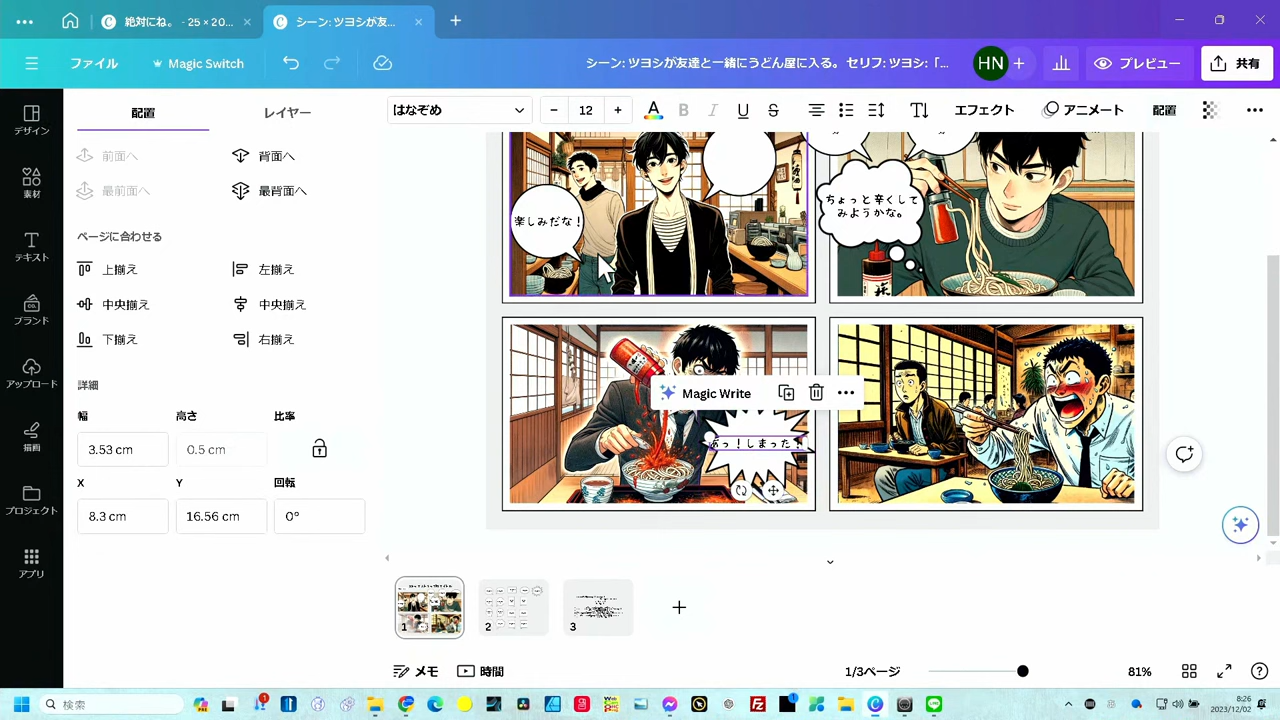 絶対にね。 - 25 × 20...
シーン: ツヨシが友...
ファイル
Magic Switch
シーン: ツヨシが友達と一緒にうどん屋に入る。セリフ: ツヨシ:「...
HN
プレビュー
共有
デザイン
素材
テキスト
ブランド
アップロード
描画
プロジェクト
アプリ
配置
レイヤー
前面へ
背面へ
最前面へ
最背面へ
ページに合わせる
上揃え
左揃え
中央揃え
中央揃え
下揃え
右揃え
詳細
幅
高さ
比率
3.53 cm
0.5 cm
X
Y
回転
8.3 cm
16.56 cm
0°
はなぞめ
12
エフェクト
アニメート
配置
楽しみだな!
ちょっと辛くして
みようかな。
Magic Write
あっ!しまった!
1
2
3
メモ
時間
1/3ページ
81%
検索
8:26
2023/12/02